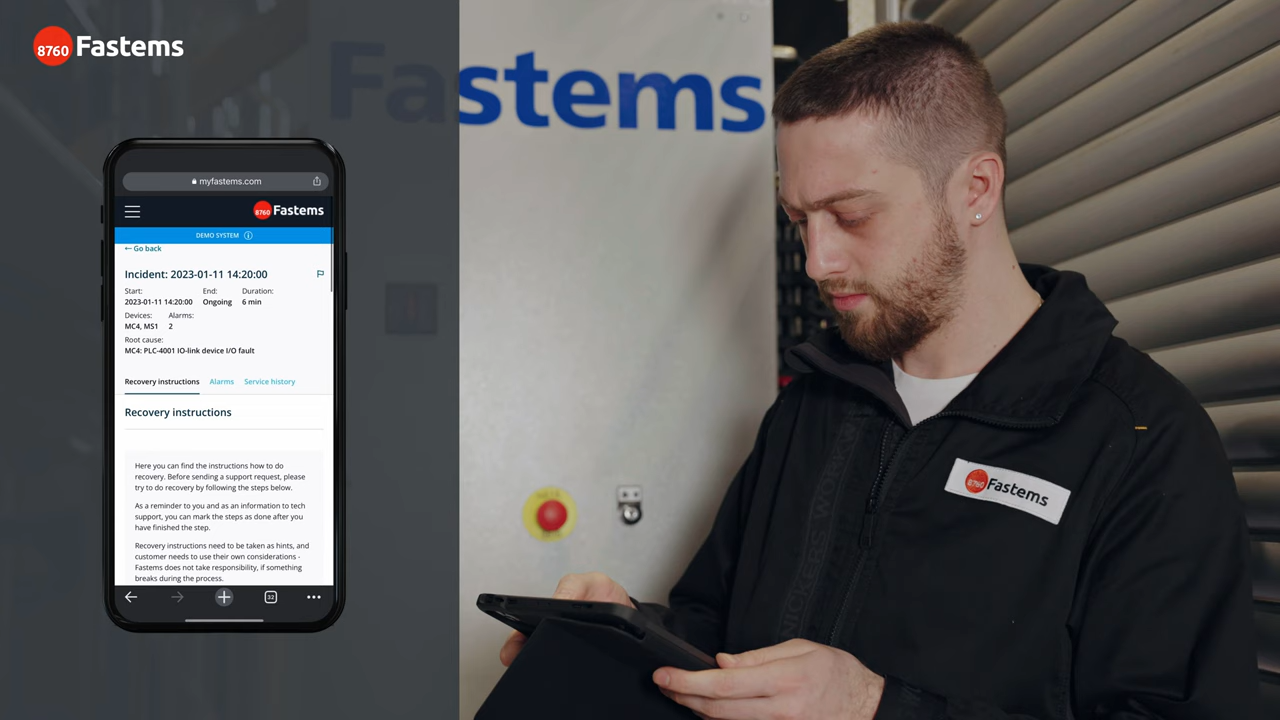 8760 Fastems
Fastems
myfastems.com
8760 Fastems
DEMO SYSTEM
← Go back
Incident: 2023-01-11 14:20:00
Start: End: Duration:
2023-01-11 14:20:00 Ongoing 6 min
Devices: Alarms:
MC4, MS1 2
Root cause:
MC4: PLC-4001 IO-link device I/O fault
Recovery instructions Alarms Service history
Recovery instructions
Here you can find the instructions how to do
recovery. Before sending a support request, please
try to do recovery by following the steps below.
As a reminder to you and as an information to tech
support, you can mark the steps as done after you
have finished the step.
Recovery instructions need to be taken as hints, and
customer needs to use their own considerations -
Fastems does not take responsibility, if something
breaks during the process.
32
8760 Fastems